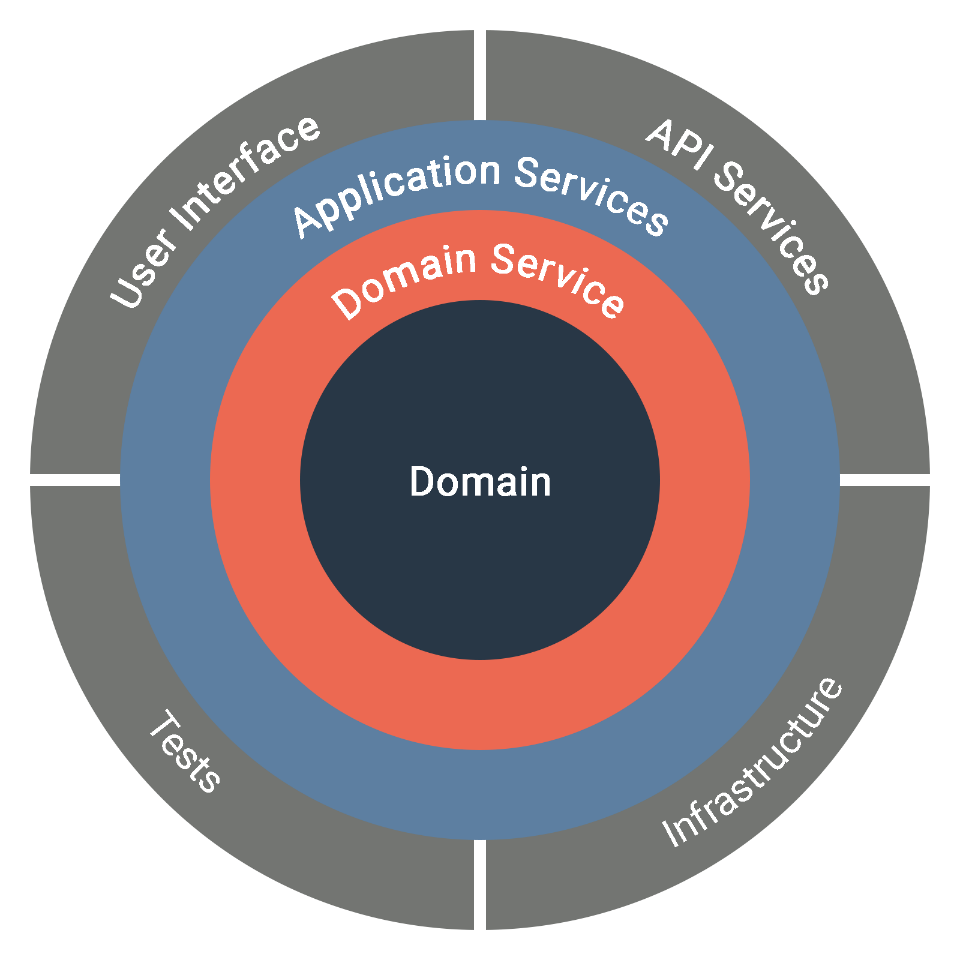 User Interface
API Services
Application Services
Domain Service
Domain
Tests
Infrastructure